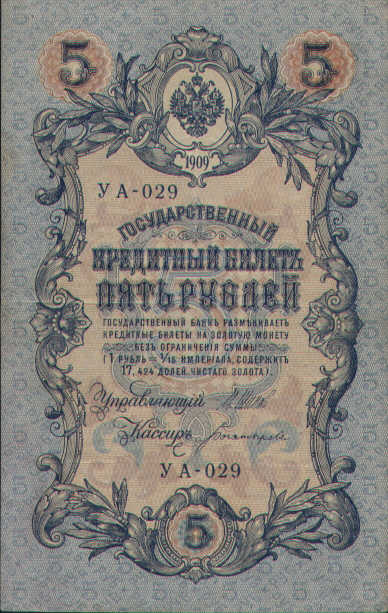 5 5
1909
УА-029
ГОСУДАРСТВЕННЫЙ
КРЕДИТНЫЙ БИЛЕТЪ
ПЯТЬ РУБЛЕЙ
ГОСУДАРСТВЕННЫЙ БАНКЪ РАЗМѢНИВАЕТЪ
КРЕДИТНЫЕ БИЛЕТЫ НА ЗОЛОТУЮ МОНЕТУ
БЕЗЪ ОГРАНИЧЕНІЯ СУММЫ
(1 РУБЛЬ = 1/15 ИМПЕРІАЛА, СОДЕРЖИТЪ
17,424 ДОЛЕЙ ЧИСТАГО ЗОЛОТА).
Управляющій
Кассиръ
УА-029
5